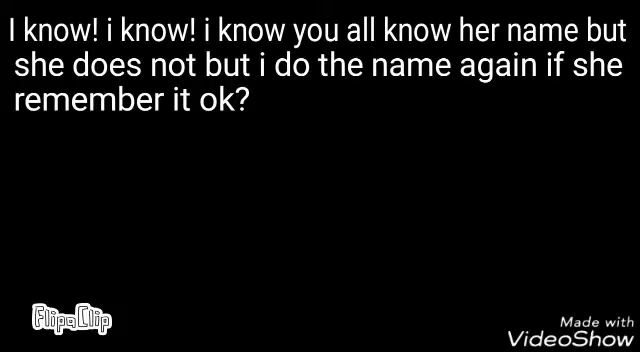 I know! i know! i know you all know her name but
she does not but i do the name again if she
remember it ok?
FlipaClip
Made with
VideoShow